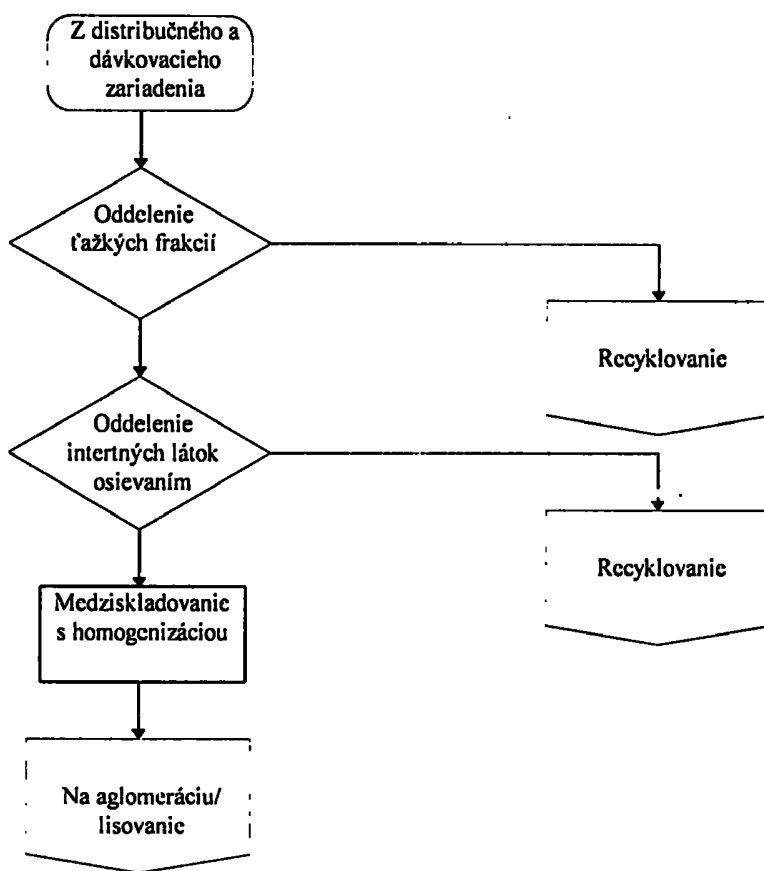 Z distribučného a
dávkovacieho
zariadenia
Oddelenie
ťažkých frakcií
Recyklovanie
Oddelenie
intertných látok
osievaním
Recyklovanie
Medziskladovanie
s homogenizáciou
Na aglomeráciu/
lisovanie